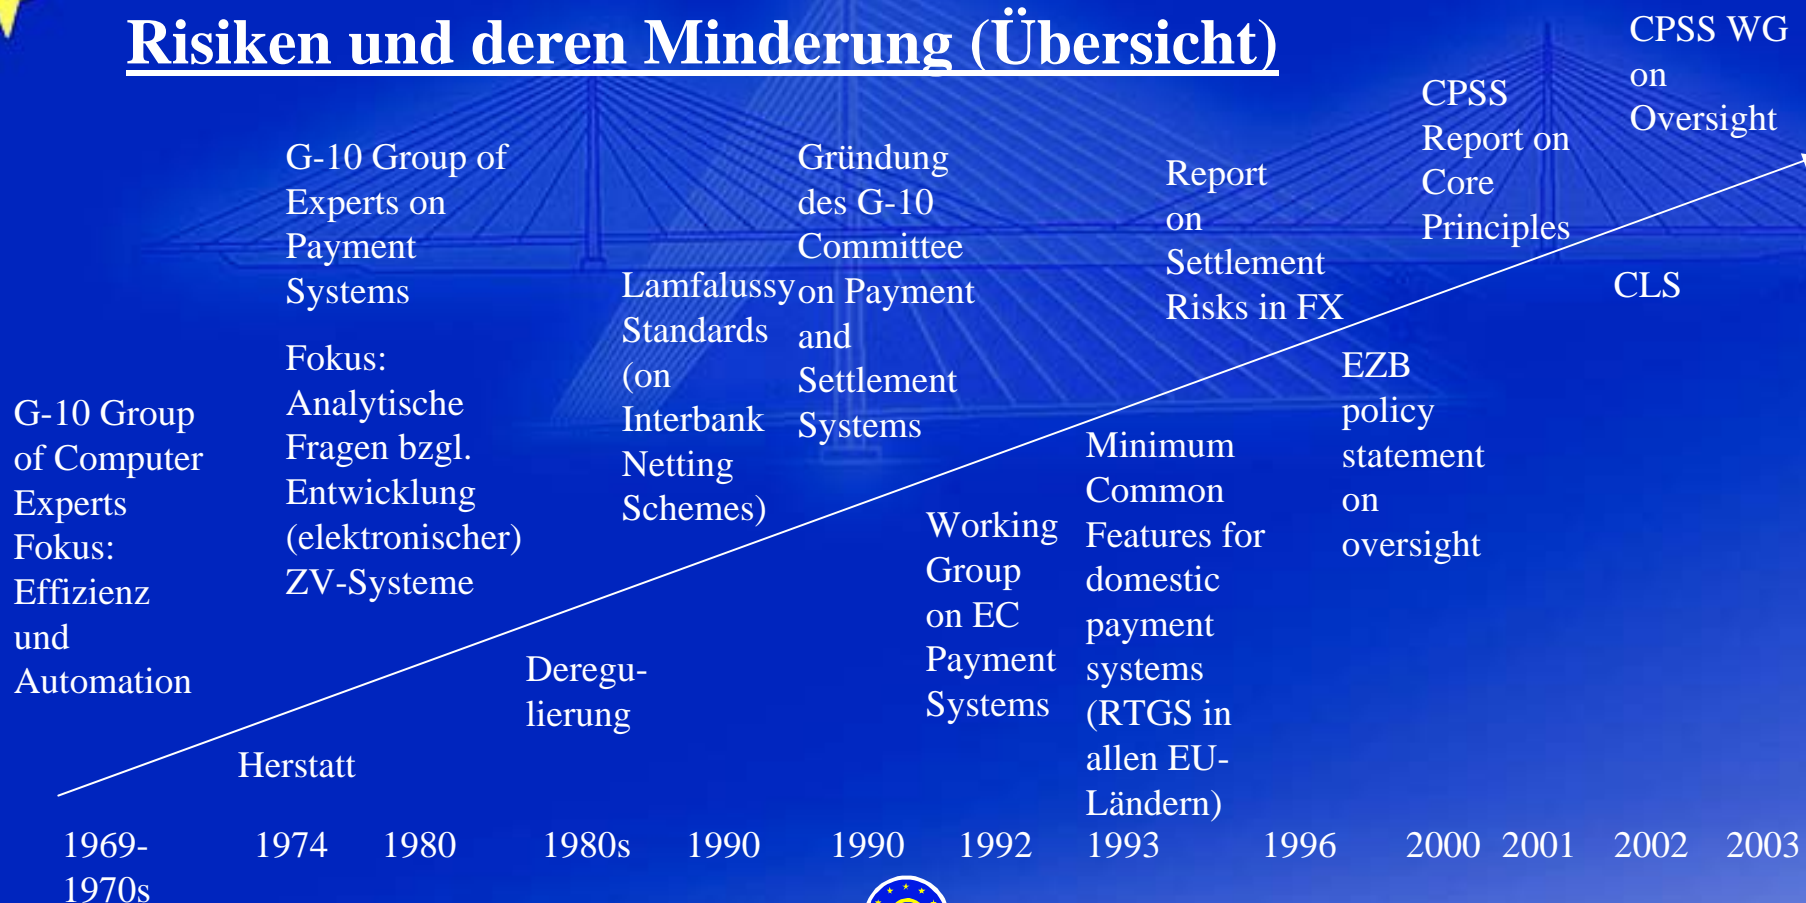 Risiken und deren Minderung (Übersicht)
G-10 Group
of Computer
Experts
Fokus:
Effizienz
und
Automation
G-10 Group of
Experts on
Payment
Systems
Fokus:
Analytische
Fragen bzgl.
Entwicklung
(elektronischer)
ZV-Systeme
Herstatt
Deregu-
lierung
Lamfalussy
Standards
(on
Interbank
Netting
Schemes)
Gründung
des G-10
Committee
on Payment
and
Settlement
Systems
Working
Group
on EC
Payment
Systems
Minimum
Common
Features for
domestic
payment
systems
(RTGS in
allen EU-
Ländern)
Report
on
Settlement
Risks in FX
EZB
policy
statement
on
oversight
CPSS
Report on
Core
Principles
CLS
CPSS WG
on
Oversight
1969-
1970s
1974
1980
1980s
1990
1990
1992
1993
1996
2000
2001
2002
2003